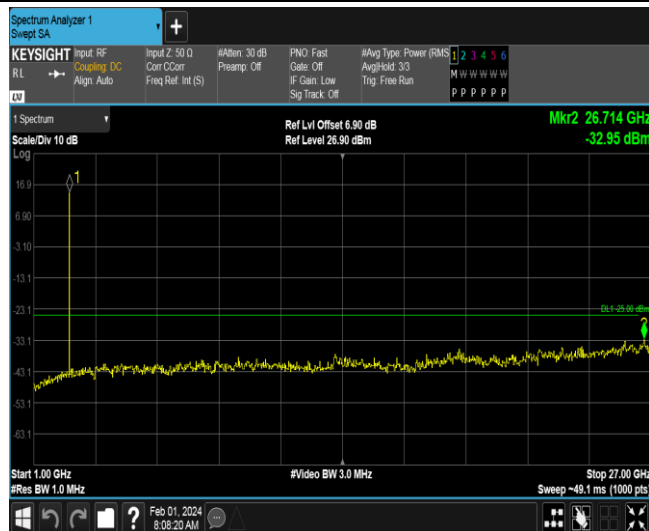 Spectrum Analyzer 1
Swept SA
+
KEYSIGHT
RL
Input: RF
Coupling: DC
Align: Auto
Input Z: 50 Ω
Corr CCorr
Freq Ref: Int (S)
#Atten: 30 dB
Preamp: Off
PNO: Fast
Gate: Off
IF Gain: Low
Sig Track: Off
#Avg Type: Power (RMS
Avg|Hold: 3/3
Trig: Free Run
1 2 3 4 5 6
M W W W W W
P P P P P P
1 Spectrum
Scale/Div 10 dB
Log
Ref Lvl Offset 6.90 dB
Ref Level 26.90 dBm
Mkr2 26.714 GHz
-32.95 dBm
1
16.9
6.90
-3.10
-13.1
-23.1
-33.1
-43.1
-53.1
-63.1
DL1 -25.00 dBm
2
Start 1.00 GHz
#Res BW 1.0 MHz
#Video BW 3.0 MHz
Stop 27.00 GHz
Sweep ~49.1 ms (1000 pts)
?
Feb 01, 2024
8:08:20 AM